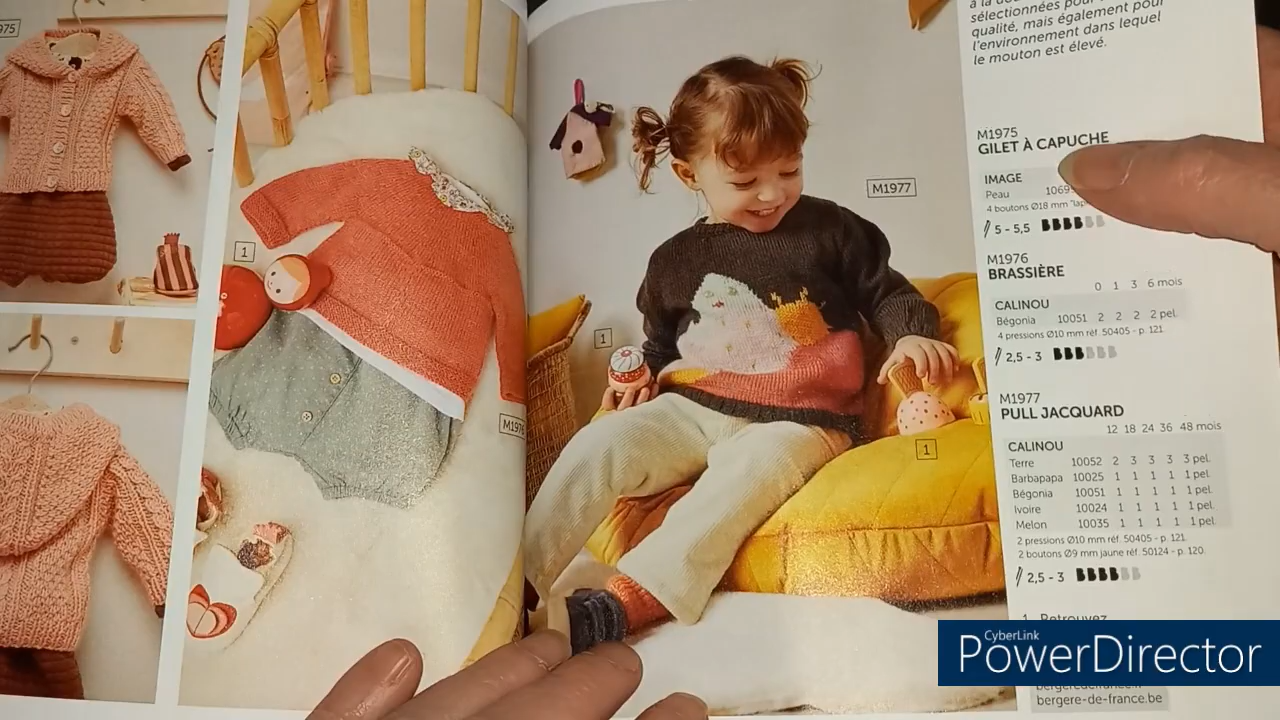 975
1
M1976
1
M1977
1
sélectionnées pour
qualité, mais également pour
l'environnement dans lequel
le mouton est élevé.
M1975
GILET À CAPUCHE
IMAGE
Peau 1069
4 boutons Ø18 mm "lap
5 - 5,5
M1976
BRASSIÈRE
0 1 3 6 mois
CALINOU
Bégonia 10051 2 2 2 2 pel.
4 pressions Ø10 mm réf. 50405 - p. 121.
2,5 - 3
M1977
PULL JACQUARD
12 18 24 36 48 mois
CALINOU
Terre 10052 2 3 3 3 3 pel.
Barbapapa 10025 1 1 1 1 1 pel.
Bégonia 10051 1 1 1 1 1 pel.
Ivoire 10024 1 1 1 1 1 pel.
Melon 10035 1 1 1 1 1 pel.
2 pressions Ø10 mm réf. 50405 - p. 121.
2 boutons Ø9 mm jaune réf. 50124 - p. 120.
2,5 - 3
1 Retrouvez
CyberLink
PowerDirector
bergere-de-france.be